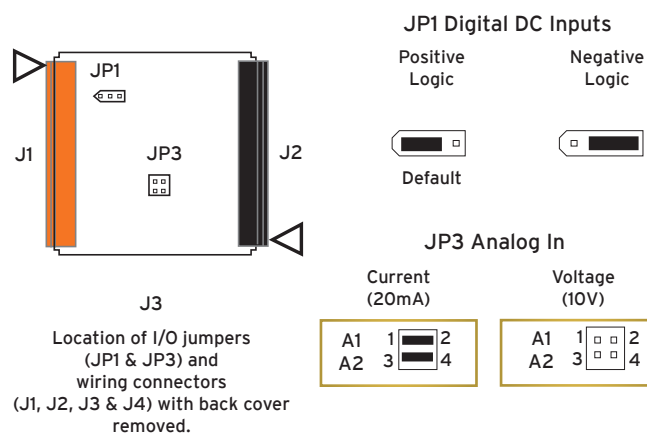 JP1
J1
JP3
J2
J3
Location of I/O jumpers
(JP1 & JP3) and
wiring connectors
(J1, J2, J3 & J4) with back cover
removed.
JP1 Digital DC Inputs
Positive
Logic
Negative
Logic
Default
JP3 Analog In
Current
(20mA)
Voltage
(10V)
A1 1 2
A2 3 4
A1 1 2
A2 3 4